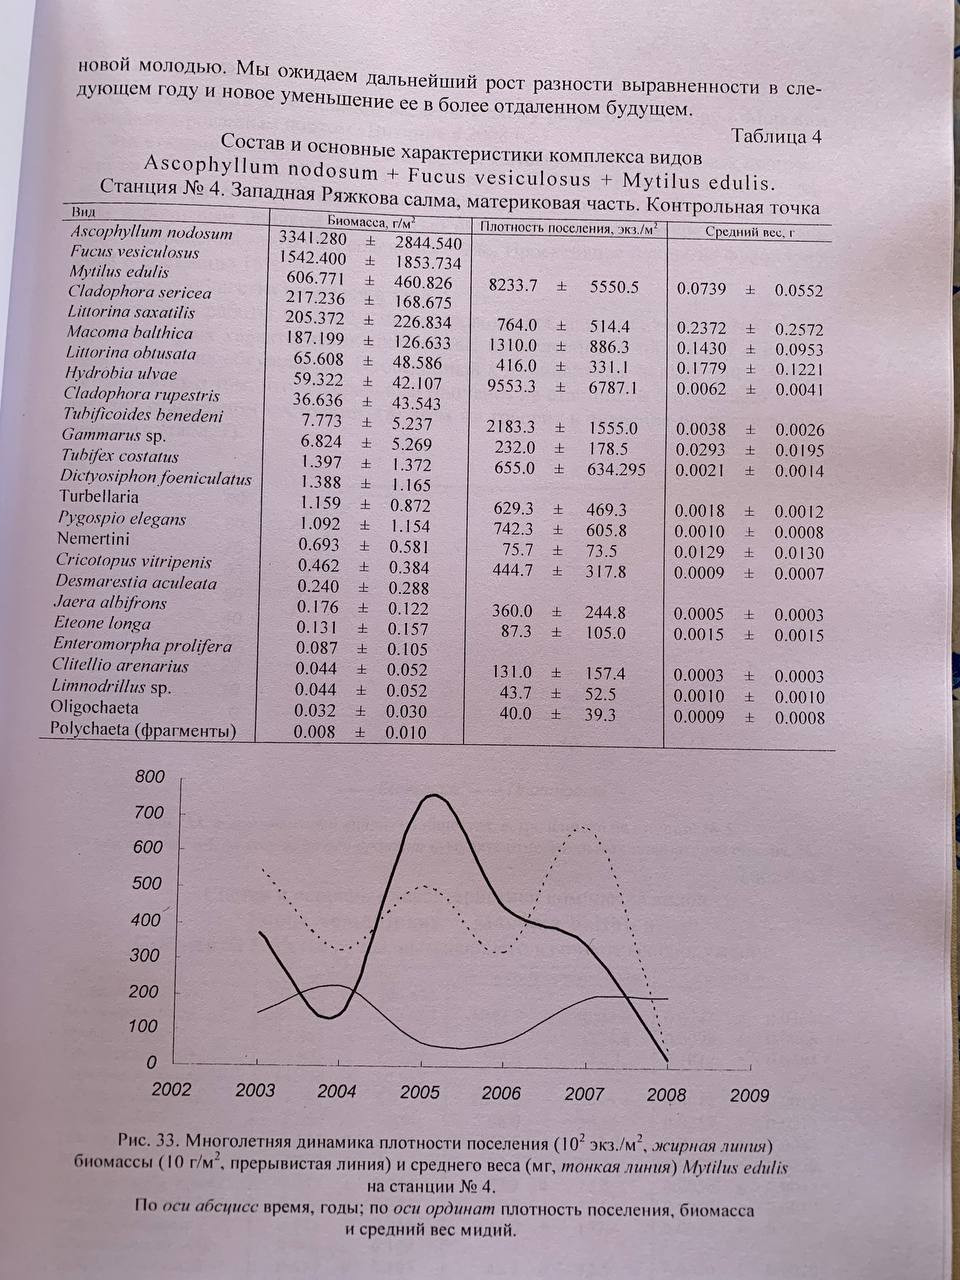 новой молодью. Мы ожидаем дальнейший рост разности выравненности в сле-
дующем году и новое уменьшение ее в более отдаленном будущем.
Таблица 4
Состав и основные характеристики комплекса видов
Ascophyllum nodosum + Fucus vesiculosus + Mytilus edulis.
Станция № 4. Западная Ряжкова салма, материковая часть. Контрольная точка
Вид Биомасса, г/м² Плотность поселения, экз./м² Средний вес, г
Ascophyllum nodosum 3341.280 ± 2844.540
Fucus vesiculosus 1542.400 ± 1853.734
Mytilus edulis 606.771 ± 460.826 8233.7 ± 5550.5 0.0739 ± 0.0552
Cladophora sericea 217.236 ± 168.675
Littorina saxatilis 205.372 ± 226.834 764.0 ± 514.4 0.2372 ± 0.2572
Macoma balthica 187.199 ± 126.633 1310.0 ± 886.3 0.1430 ± 0.0953
Littorina obtusata 65.608 ± 48.586 416.0 ± 331.1 0.1779 ± 0.1221
Hydrobia ulvae 59.322 ± 42.107 9553.3 ± 6787.1 0.0062 ± 0.0041
Cladophora rupestris 36.636 ± 43.543
Tubificoides benedeni 7.773 ± 5.237 2183.3 ± 1555.0 0.0038 ± 0.0026
Gammarus sp. 6.824 ± 5.269 232.0 ± 178.5 0.0293 ± 0.0195
Tubifex costatus 1.397 ± 1.372 655.0 ± 634.295 0.0021 ± 0.0014
Dictyosiphon foeniculatus 1.388 ± 1.165
Turbellaria 1.159 ± 0.872 629.3 ± 469.3 0.0018 ± 0.0012
Pygospio elegans 1.092 ± 1.154 742.3 ± 605.8 0.0010 ± 0.0008
Nemertini 0.693 ± 0.581 75.7 ± 73.5 0.0129 ± 0.0130
Cricotopus vitripenis 0.462 ± 0.384 444.7 ± 317.8 0.0009 ± 0.0007
Desmarestia aculeata 0.240 ± 0.288
Jaera albifrons 0.176 ± 0.122 360.0 ± 244.8 0.0005 ± 0.0003
Eteone longa 0.131 ± 0.157 87.3 ± 105.0 0.0015 ± 0.0015
Enteromorpha prolifera 0.087 ± 0.105
Clitellio arenarius 0.044 ± 0.052 131.0 ± 157.4 0.0003 ± 0.0003
Limnodrillus sp. 0.044 ± 0.052 43.7 ± 52.5 0.0010 ± 0.0010
Oligochaeta 0.032 ± 0.030 40.0 ± 39.3 0.0009 ± 0.0008
Polychaeta (фрагменты) 0.008 ± 0.010
800
700
600
500
400
300
200
100
0
2002 2003 2004 2005 2006 2007 2008 2009
Рис. 33. Многолетняя динамика плотности поселения (10² экз./м², жирная линия)
биомассы (10 г/м², прерывистая линия) и среднего веса (мг, тонкая линия) Mytilus edulis
на станции № 4.
По оси абсцисс время, годы; по оси ординат плотность поселения, биомасса
и средний вес мидий.